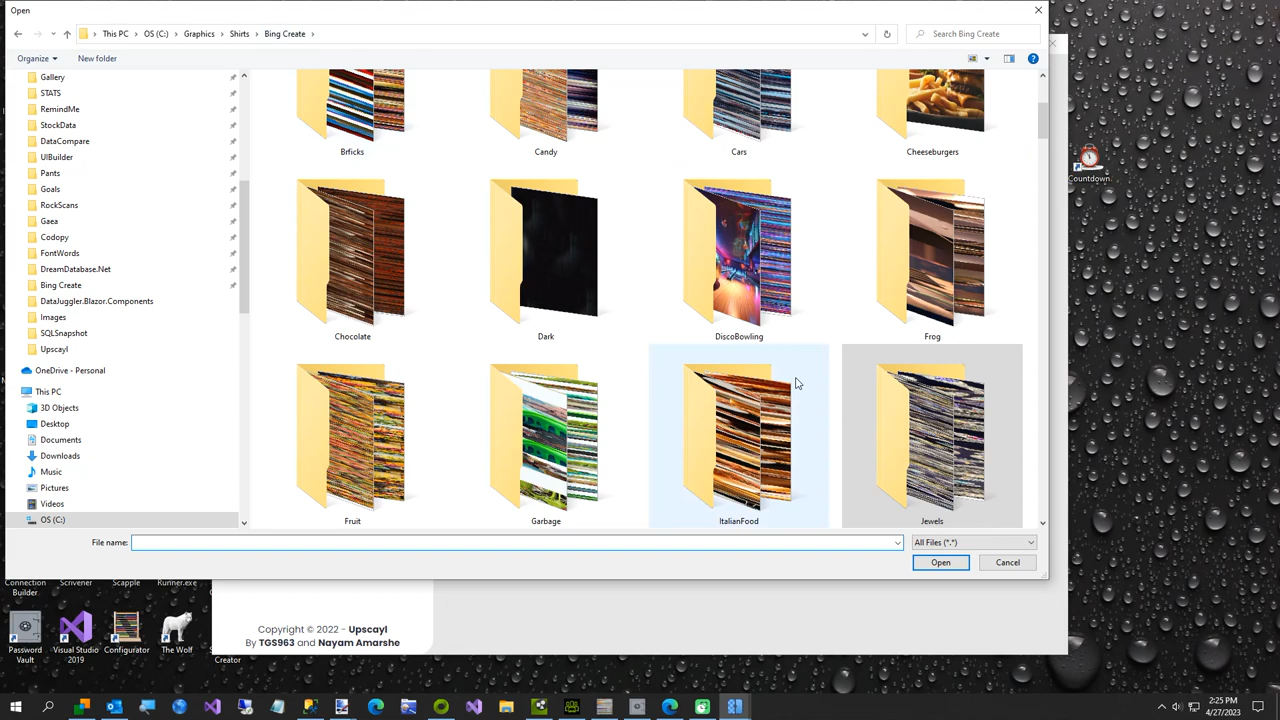 Open
This PC > OS (C:) > Graphics > Shirts > Bing Create >
Search Bing Create
Organize
New folder
Gallery
STATS
RemindMe
StockData
DataCompare
UIBuilder
Pants
Goals
RockScans
Gaea
Codopy
FontWords
DreamDatabase.Net
Bing Create
DataJuggler.Blazor.Components
Images
SQLSnapshot
Upscayl
OneDrive - Personal
This PC
3D Objects
Desktop
Documents
Downloads
Music
Pictures
Videos
OS (C:)
Brficks
Candy
Cars
Cheeseburgers
Chocolate
Dark
DiscoBowling
Frog
Fruit
Garbage
ItalianFood
Jewels
File name:
All Files (*.*)
Open
Cancel
Countdown
Connection
Builder
Scrivener
Scapple
Runner.exe
Password
Vault
Visual Studio
2019
Configurator
The Wolf
Creator
Copyright © 2022 - Upscayl
By TGS963 and Nayam Amarshe
2:25 PM
4/27/2023